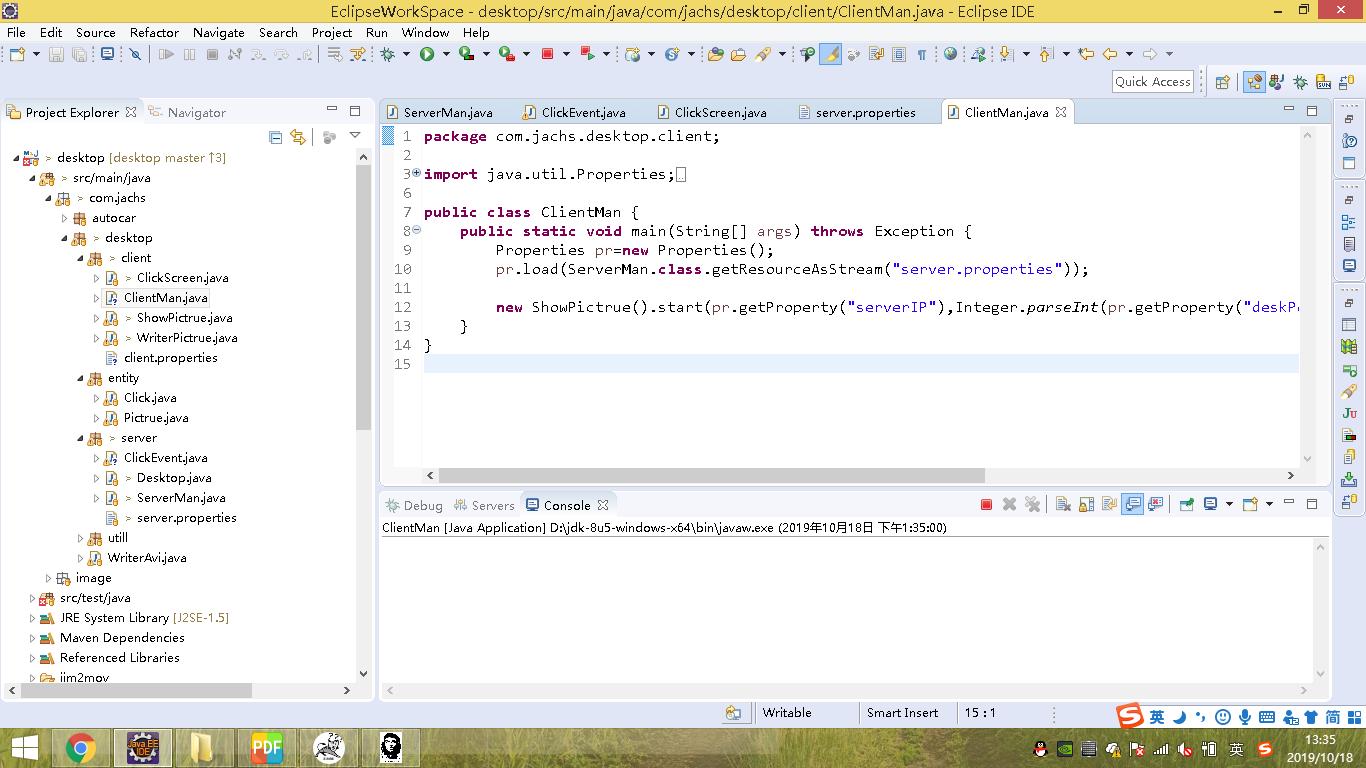 EclipseWorkSpace - desktop/src/main/java/com/jachs/desktop/client/ClientMan.java - Eclipse IDE
File Edit Source Refactor Navigate Search Project Run Window Help
Quick Access
Project Explorer Navigator
> desktop [desktop master ↑3]
> src/main/java
> com.jachs
autocar
> desktop
> client
> ClickScreen.java
ClientMan.java
> ShowPictrue.java
> WriterPictrue.java
client.properties
entity
Click.java
Pictrue.java
> server
ClickEvent.java
> Desktop.java
> ServerMan.java
> server.properties
utill
WriterAvi.java
image
src/test/java
JRE System Library [J2SE-1.5]
Maven Dependencies
Referenced Libraries
jim2mov
ServerMan.java ClickEvent.java ClickScreen.java server.properties ClientMan.java
1 package com.jachs.desktop.client;
2
3 import java.util.Properties;
6
7 public class ClientMan {
8 public static void main(String[] args) throws Exception {
9 Properties pr=new Properties();
10 pr.load(ServerMan.class.getResourceAsStream("server.properties"));
11
12 new ShowPictrue().start(pr.getProperty("serverIP"),Integer.parseInt(pr.getProperty("deskP
13 }
14 }
15
Debug Servers Console
ClientMan [Java Application] D:\jdk-8u5-windows-x64\bin\javaw.exe (2019年10月18日 下午1:35:00)
Writable Smart Insert 15 : 1
英 简
Java EE IDE PDF
英
13:35
2019/10/18